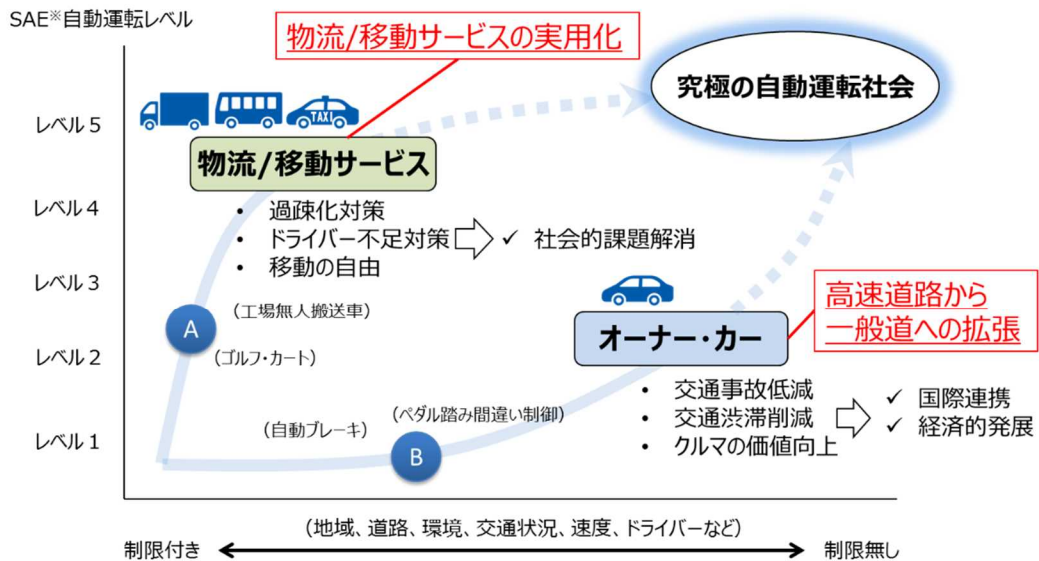 SAE※自動運転レベル
物流/移動サービスの実用化
究極の自動運転社会
レベル5
TAXI
物流/移動サービス
レベル4
• 過疎化対策
• ドライバー不足対策
✓ 社会的課題解消
• 移動の自由
レベル3
高速道路から
一般道への拡張
A
(工場無人搬送車)
オーナー・カー
レベル2
(ゴルフ・カート)
• 交通事故低減
✓ 国際連携
(ペダル踏み間違い制御)
• 交通渋滞削減
✓ 経済的発展
(自動ブレーキ)
レベル1
• クルマの価値向上
B
(地域、道路、環境、交通状況、速度、ドライバーなど)
制限付き
制限無し